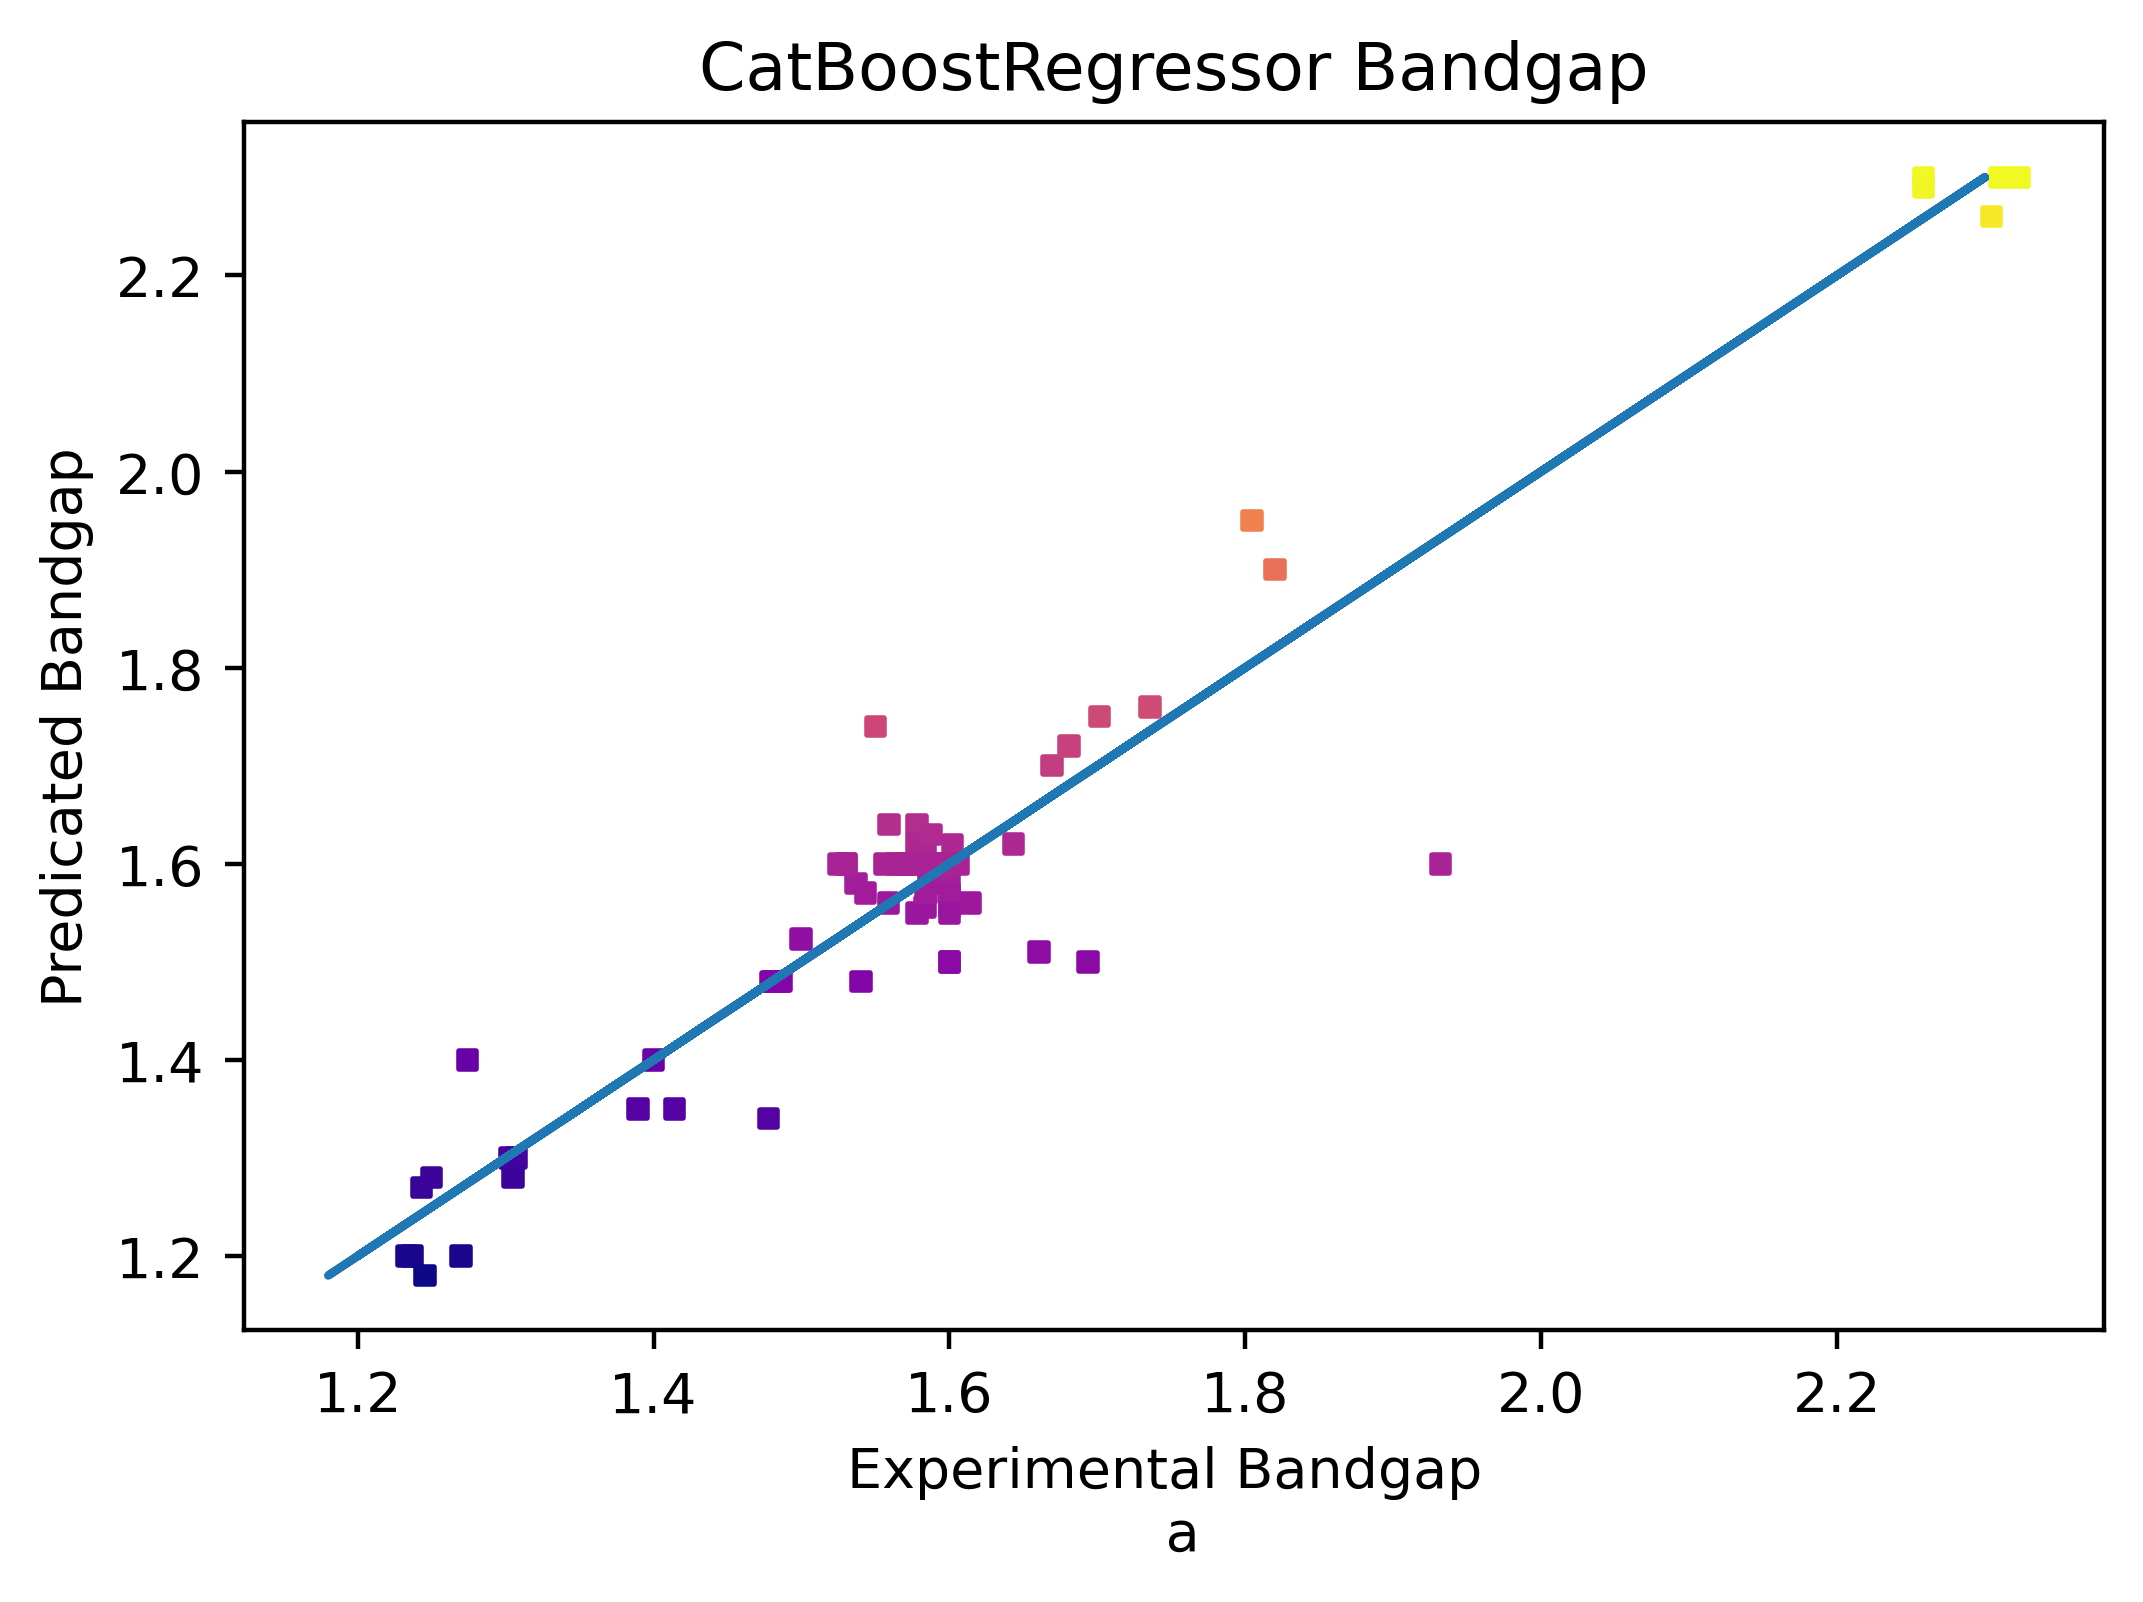 CatBoostRegressor Bandgap
Predicated Bandgap
2.2
2.0
1.8
1.6
1.4
1.2
1.2 1.4 1.6 1.8 2.0 2.2
Experimental Bandgap
a